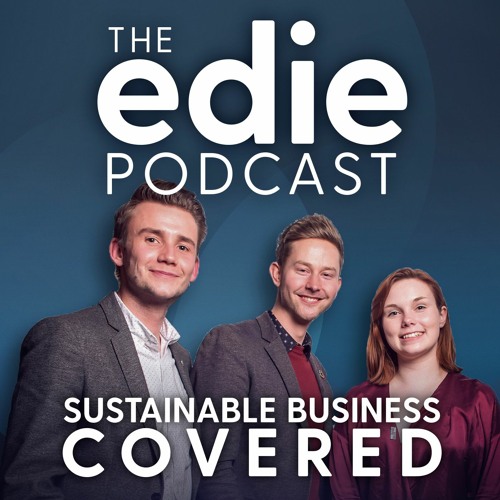 THE
edie
PODCAST
SUSTAINABLE BUSINESS
COVERED